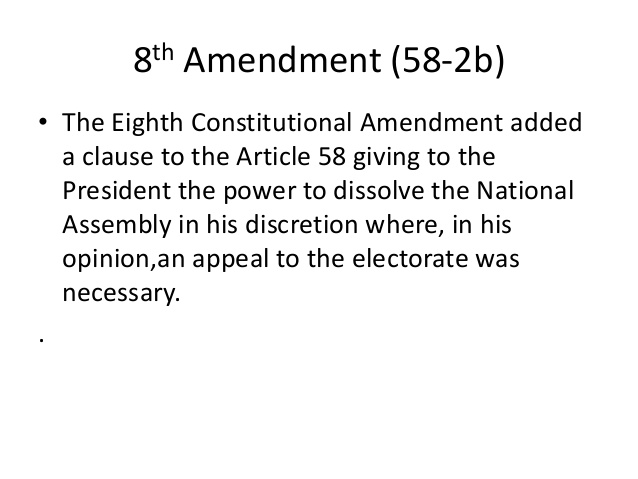 8th Amendment (58-2b)
• The Eighth Constitutional Amendment added
a clause to the Article 58 giving to the
President the power to dissolve the National
Assembly in his discretion where, in his
opinion,an appeal to the electorate was
necessary.
.